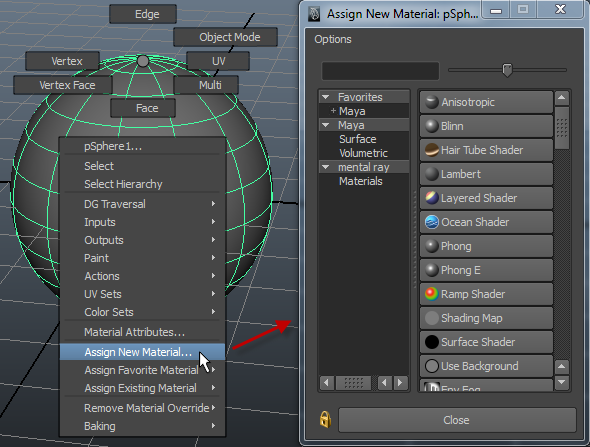 Edge
Object Mode
Vertex
UV
Vertex Face
Multi
Face
pSphere1...
Select
Select Hierarchy
DG Traversal
Inputs
Outputs
Paint
Actions
UV Sets
Color Sets
Material Attributes...
Assign New Material...
Assign Favorite Material
Assign Existing Material
Remove Material Override
Baking
Assign New Material: pSph...
Options
Favorites
+ Maya
Maya
Surface
Volumetric
mental ray
Materials
Anisotropic
Blinn
Hair Tube Shader
Lambert
Layered Shader
Ocean Shader
Phong
Phong E
Ramp Shader
Shading Map
Surface Shader
Use Background
Env Fog
Close